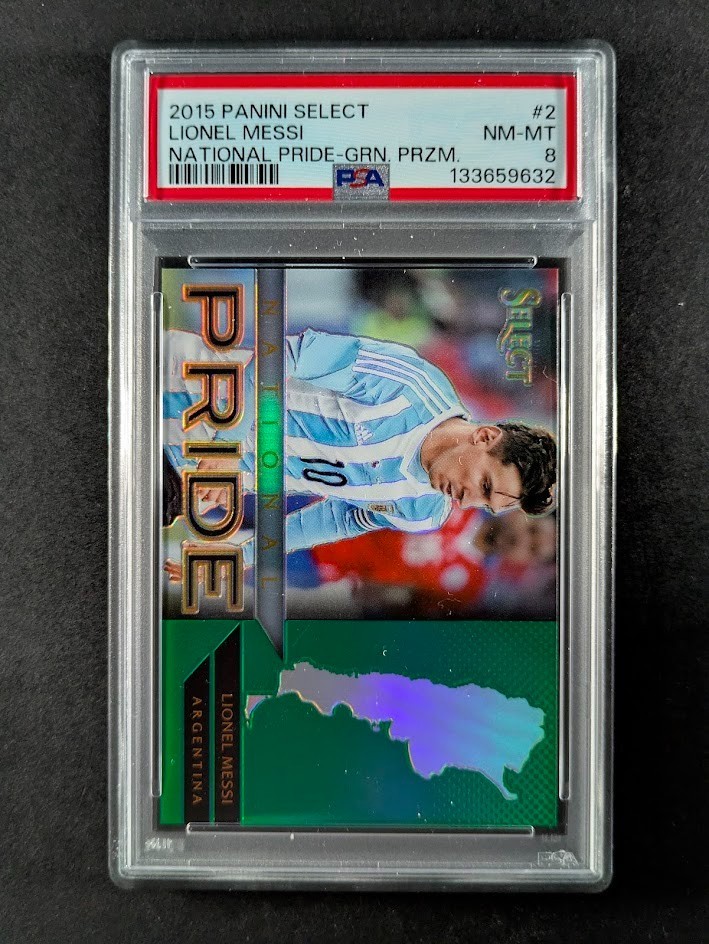 2015 PANINI SELECT #2
LIONEL MESSI NM-MT
NATIONAL PRIDE-GRN. PRZM. 8
PSA 133659632
SELECT
10
NATIONAL
PRIDE
LIONEL MESSI
ARGENTINA